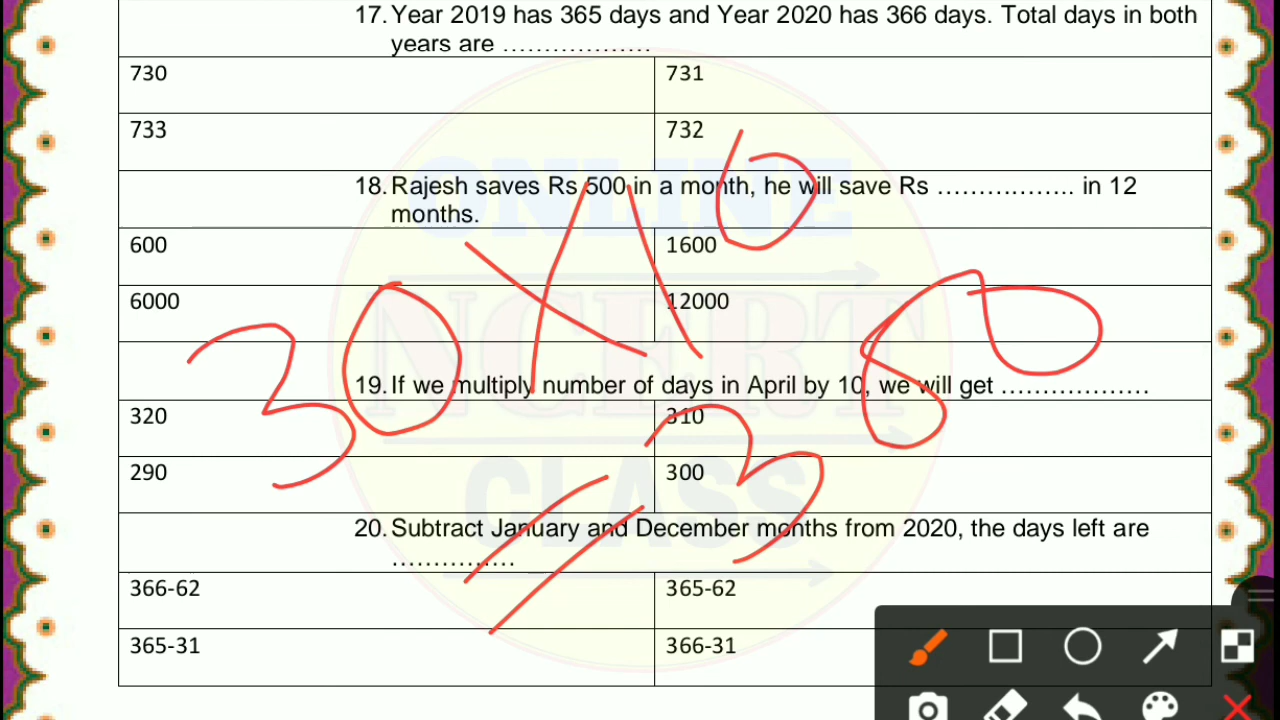 17. Year 2019 has 365 days and Year 2020 has 366 days. Total days in both
years are ..................
730 731
733 732
18. Rajesh saves Rs 500 in a month, he will save Rs ................. in 12
months.
600 1600
6000 12000
19. If we multiply number of days in April by 10, we will get ..................
320 310
290 300
20. Subtract January and December months from 2020, the days left are
...............
366-62 365-62
365-31 366-31
ONLINE
NCERT
CLASS